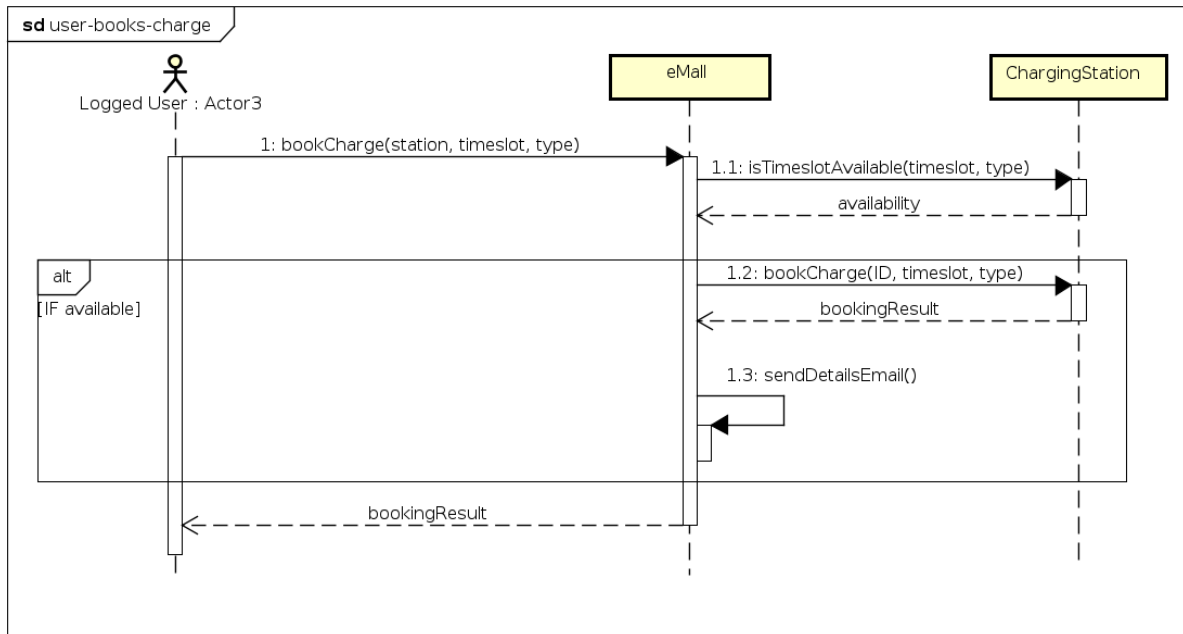 sd user-books-charge
Logged User : Actor3
eMall
ChargingStation
1: bookCharge(station, timeslot, type)
1.1: isTimeslotAvailable(timeslot, type)
availability
alt
[IF available]
1.2: bookCharge(ID, timeslot, type)
bookingResult
1.3: sendDetailsEmail()
bookingResult